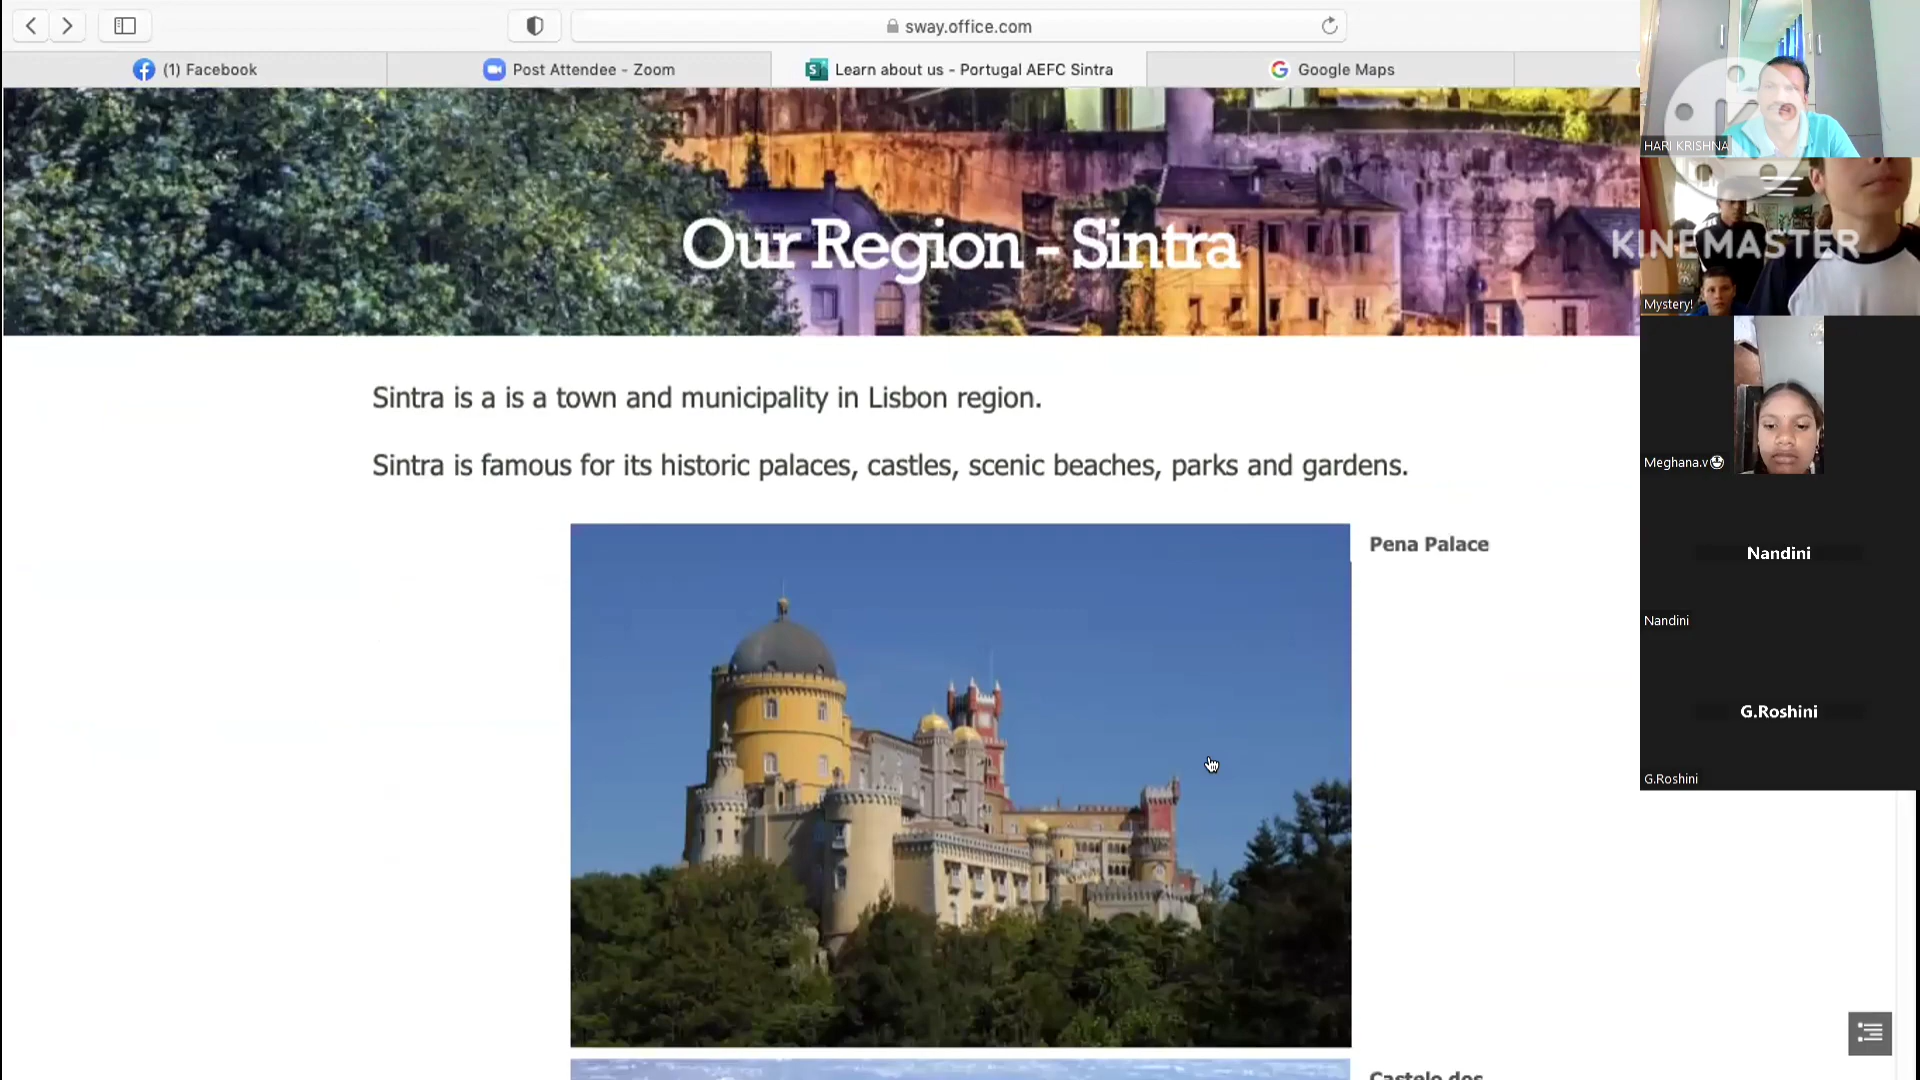 sway.office.com
(1) Facebook
Post Attendee - Zoom
Learn about us - Portugal AEFC Sintra
Google Maps
Our Region - Sintra
Sintra is a is a town and municipality in Lisbon region.
Sintra is famous for its historic palaces, castles, scenic beaches, parks and gardens.
Pena Palace
Castelo dos
HARI KRISHNA
KINEMASTER
Mystery!
Meghana.v
Nandini
Nandini
G.Roshini
G.Roshini